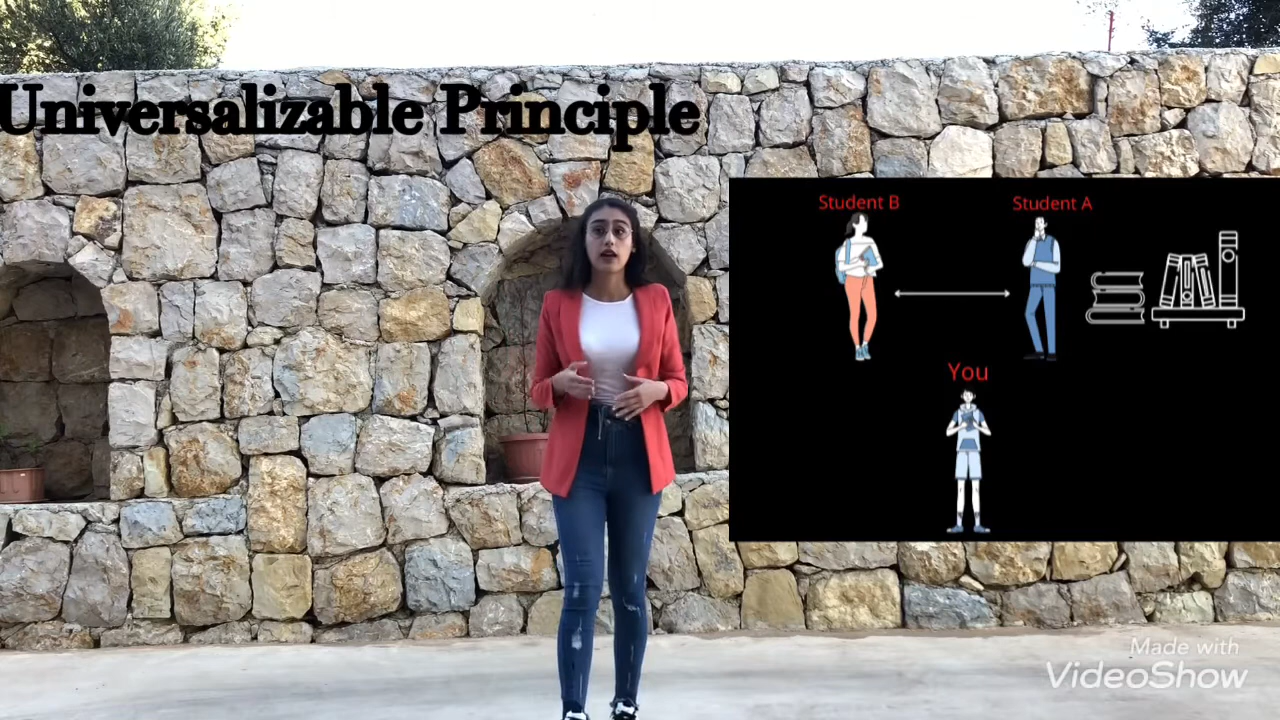 Universalizable Principle
Student B
Student A
You
Made with
VideoShow